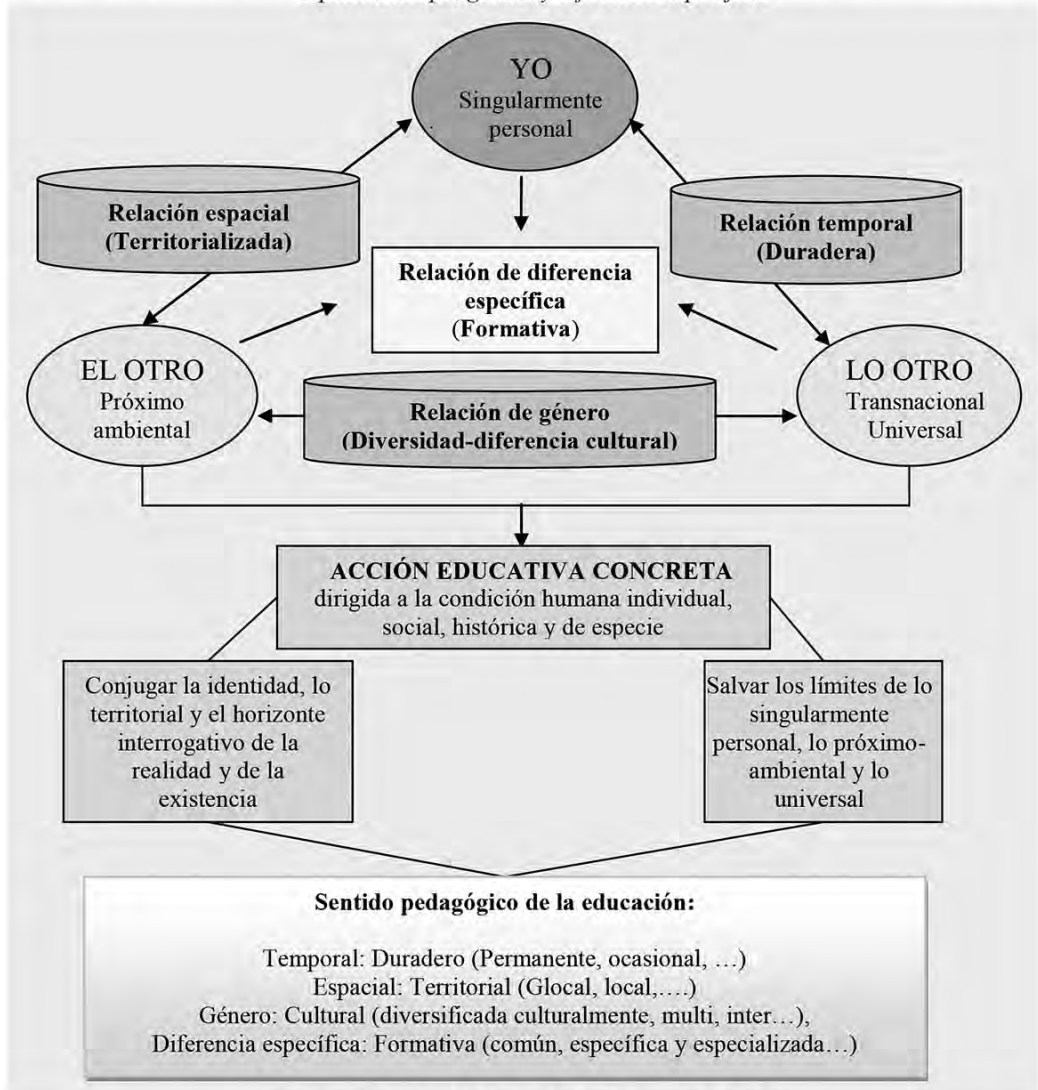 YO
Singularmente
personal
Relación espacial
(Territorializada)
Relación temporal
(Duradera)
Relación de diferencia
específica
(Formativa)
EL OTRO
Próximo
ambiental
LO OTRO
Transnacional
Universal
Relación de género
(Diversidad-diferencia cultural)
ACCIÓN EDUCATIVA CONCRETA
dirigida a la condición humana individual,
social, histórica y de especie
Conjugar la identidad, lo
territorial y el horizonte
interrogativo de la
realidad y de la
existencia
Salvar los límites de lo
singularmente
personal, lo próximo-
ambiental y lo
universal
Sentido pedagógico de la educación:
Temporal: Duradero (Permanente, ocasional, …)
Espacial: Territorial (Glocal, local,….)
Género: Cultural (diversificada culturalmente, multi, inter…),
Diferencia específica: Formativa (común, específica y especializada…)